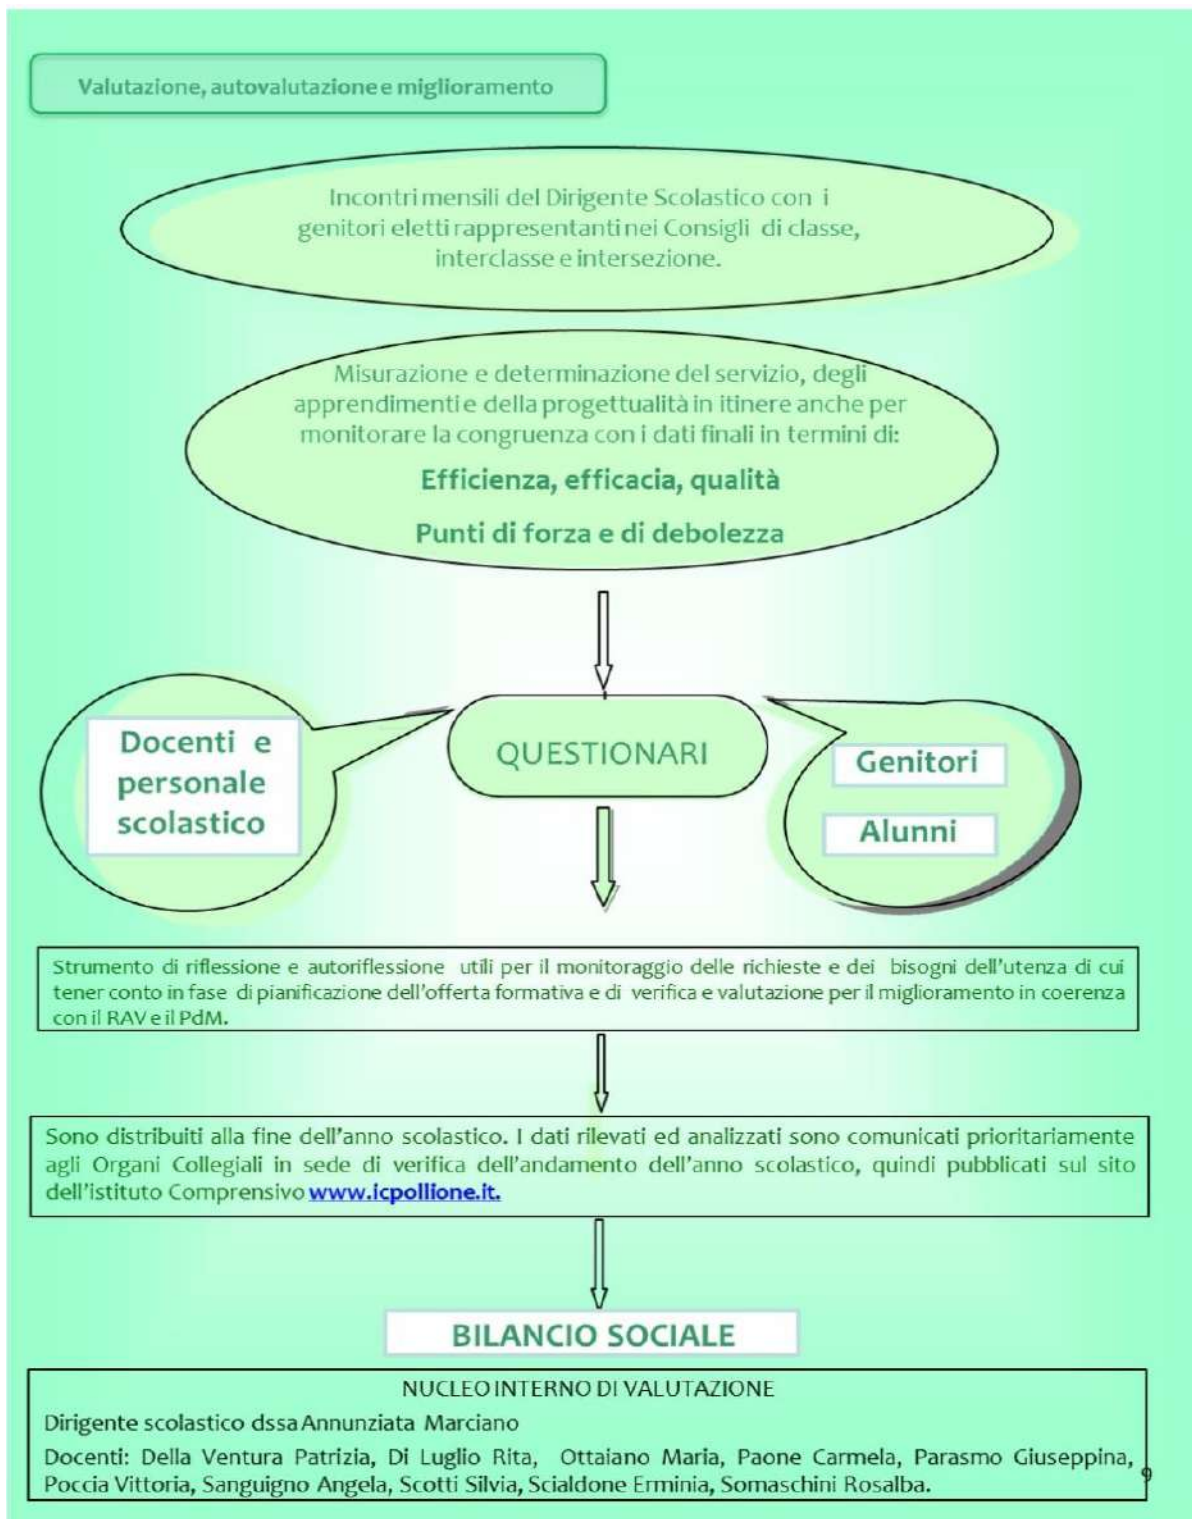 Valutazione, autovalutazione e miglioramento
Incontri mensili del Dirigente Scolastico con i
genitori eletti rappresentanti nei Consigli di classe,
interclasse e intersezione.
Misurazione e determinazione del servizio, degli
apprendimenti e della progettualità in itinere anche per
monitorare la congruenza con i dati finali in termini di:
Efficienza, efficacia, qualità
Punti di forza e di debolezza
Docenti e
personale
scolastico
QUESTIONARI
Genitori
Alunni
Strumento di riflessione e autoriflessione utili per il monitoraggio delle richieste e dei bisogni dell'utenza di cui
tener conto in fase di pianificazione dell'offerta formativa e di verifica e valutazione per il miglioramento in coerenza
con il RAV e il PdM.
Sono distribuiti alla fine dell'anno scolastico. I dati rilevati ed analizzati sono comunicati prioritariamente
agli Organi Collegiali in sede di verifica dell'andamento dell'anno scolastico, quindi pubblicati sul sito
dell'istituto Comprensivo www.icpollione.it.
BILANCIO SOCIALE
NUCLEO INTERNO DI VALUTAZIONE
Dirigente scolastico dssa Annunziata Marciano
Docenti: Della Ventura Patrizia, Di Luglio Rita, Ottaiano Maria, Paone Carmela, Parasmo Giuseppina,
Poccia Vittoria, Sanguigno Angela, Scotti Silvia, Scialdone Erminia, Somaschini Rosalba.
9